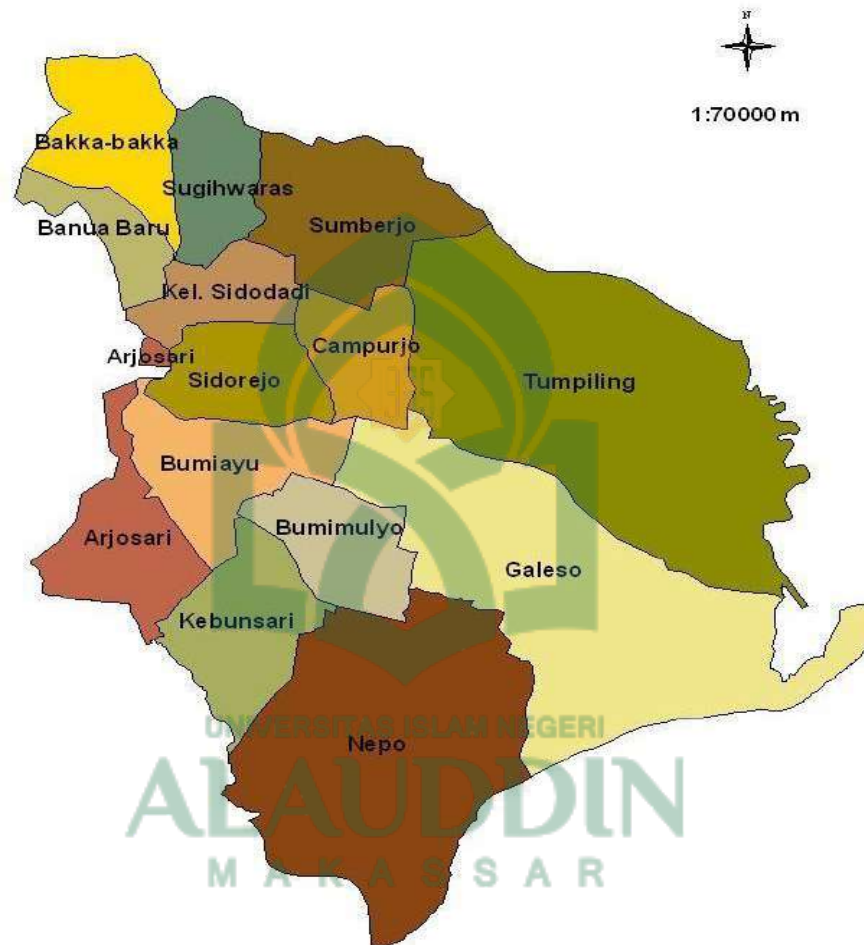 N
1:70000 m
Bakka-bakka
Sugihwaras
Banua Baru
Sumberjo
Kel. Sidodadi
Arjosari
Campurjo
Sidorejo
Tumpiling
Bumiayu
Bumimulyo
Arjosari
Galeso
Kebunsari
Nepo
UNIVERSITAS ISLAM NEGERI
ALAUDDIN
MAKASSAR